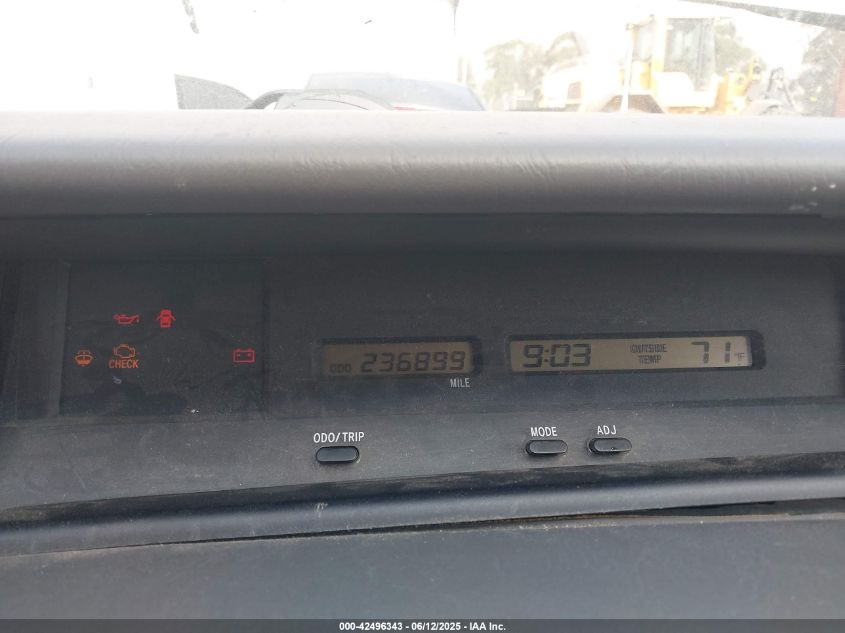 CHECK
ODO 236899
MILE
9:03 OUTSIDE TEMP 71°F
ODO/TRIP
MODE
ADJ
000-42496343 - 06/12/2025 - IAA Inc.